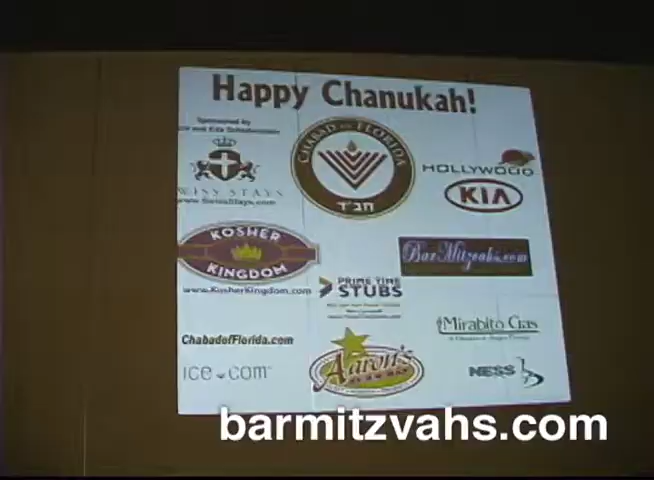 Happy Chanukah!
Sponsored by
CHABAD OF FLORIDA
חב״ד
HOLLYWOOD
KIA
SWISS STAYS
www.SwissStays.com
KOSHER
KINGDOM
www.KosherKingdom.com
BarMitzvahs.com
PRIME TIME
STUBS
ChabadofFlorida.com
Mirabito Gas
ice.com
Aaron's
NESS
barmitzvahs.com